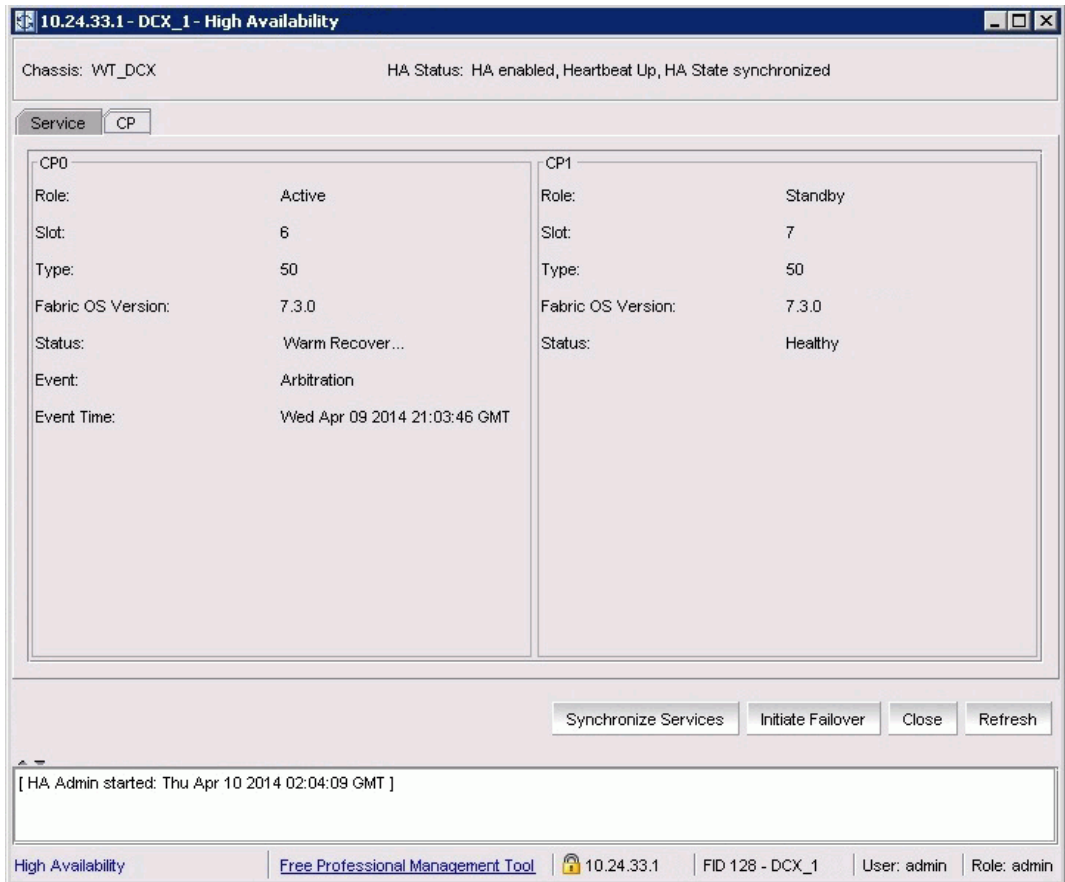 10.24.33.1 - DCX_1 - High Availability
Chassis: WT_DCX HA Status: HA enabled, Heartbeat Up, HA State synchronized
Service CP
CP0
Role: Active
Slot: 6
Type: 50
Fabric OS Version: 7.3.0
Status: Warm Recover...
Event: Arbitration
Event Time: Wed Apr 09 2014 21:03:46 GMT
CP1
Role: Standby
Slot: 7
Type: 50
Fabric OS Version: 7.3.0
Status: Healthy
Synchronize Services Initiate Failover Close Refresh
[ HA Admin started: Thu Apr 10 2014 02:04:09 GMT ]
High Availability Free Professional Management Tool 10.24.33.1 FID 128 - DCX_1 User: admin Role: admin